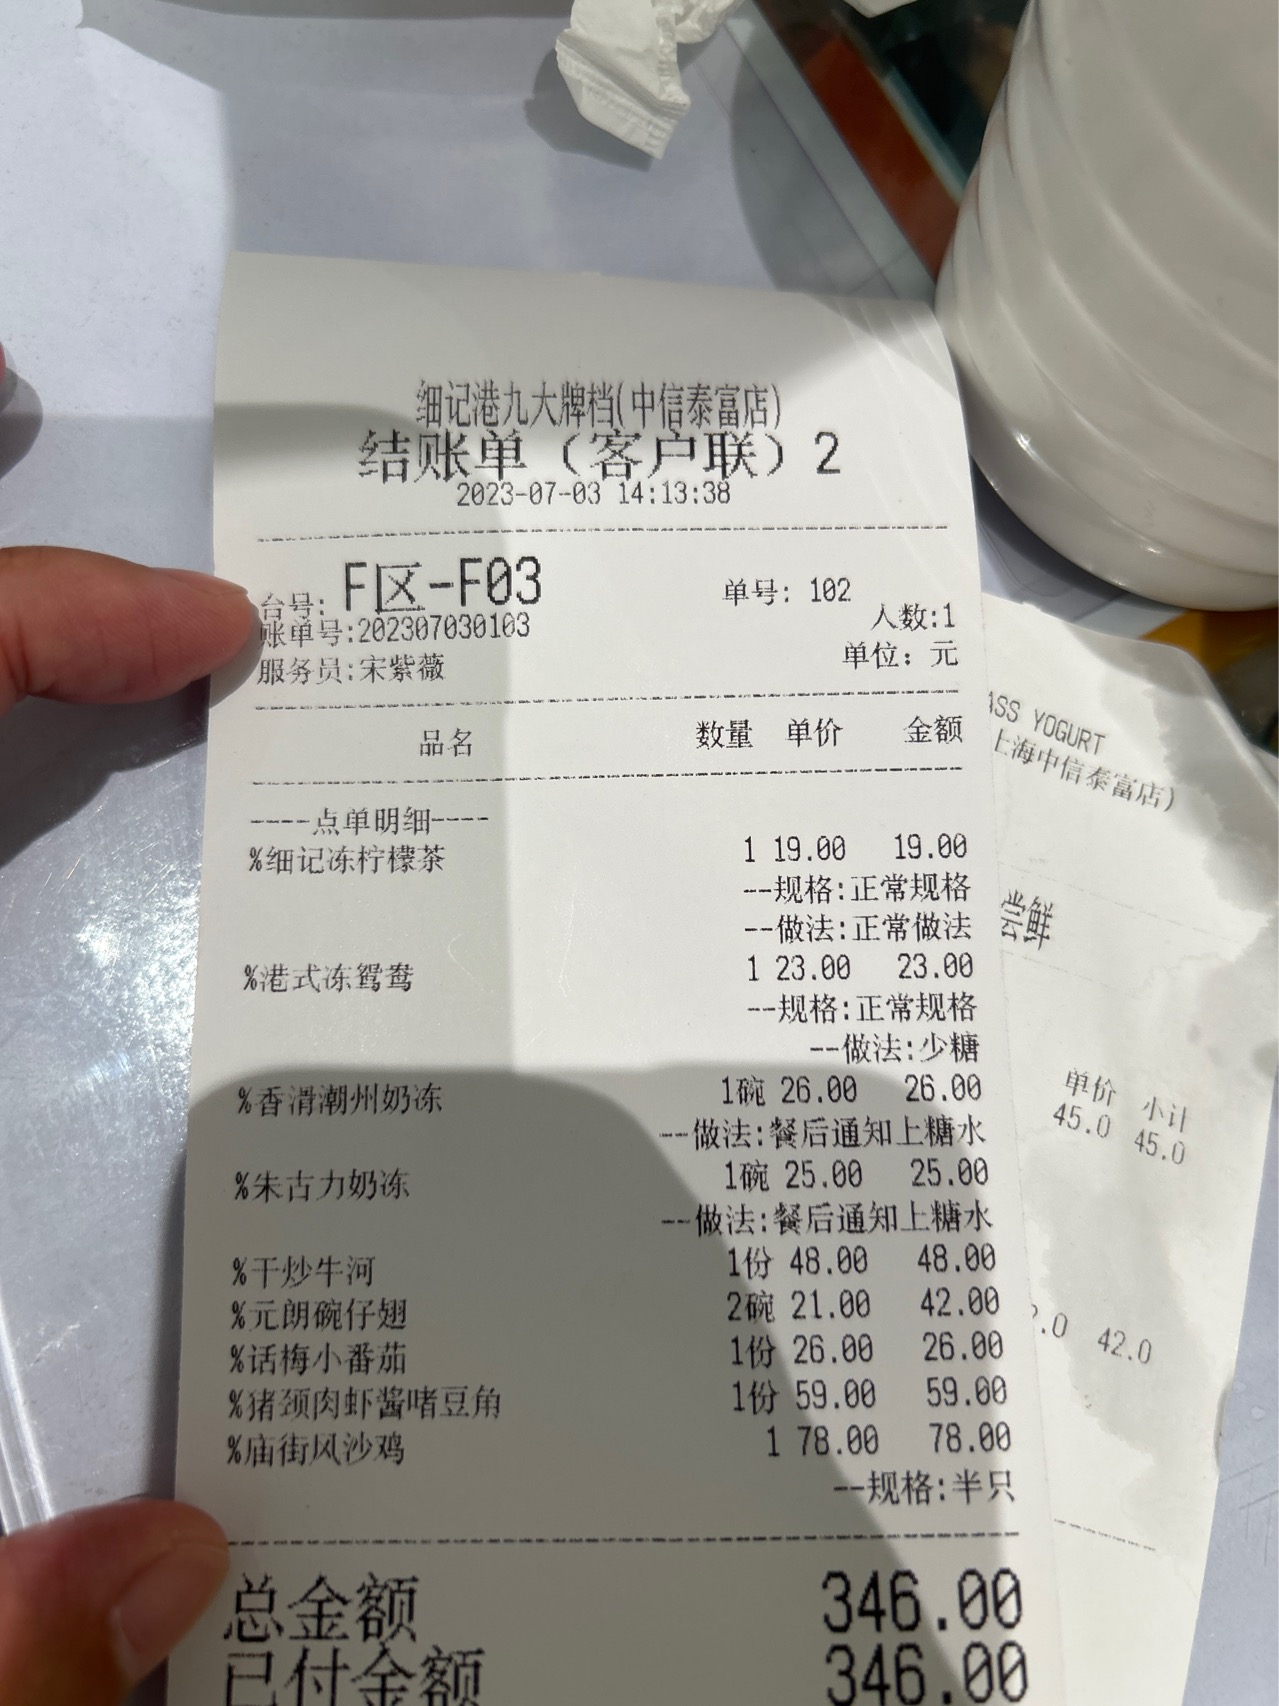 细记港九大牌档(中信泰富店)
结账单（客户联）2
2023-07-03 14:13:38
台号: F区-F03 单号: 102
账单号:202307030103 人数:1
服务员:宋紫薇 单位: 元
品名 数量 单价 金额
----点单明细----
%细记冻柠檬茶 1 19.00 19.00
--规格:正常规格
--做法:正常做法
%港式冻鸳鸯 1 23.00 23.00
--规格:正常规格
--做法:少糖
%香滑潮州奶冻 1碗 26.00 26.00
--做法:餐后通知上糖水
%朱古力奶冻 1碗 25.00 25.00
--做法:餐后通知上糖水
%干炒牛河 1份 48.00 48.00
%元朗碗仔翅 2碗 21.00 42.00
%话梅小番茄 1份 26.00 26.00
%猪颈肉虾酱啫豆角 1份 59.00 59.00
%庙街风沙鸡 1 78.00 78.00
--规格:半只
总金额 346.00
已付金额 346.00
ASS YOGURT
上海中信泰富店)
尝鲜
单价 小计
45.0 45.0
.0 42.0